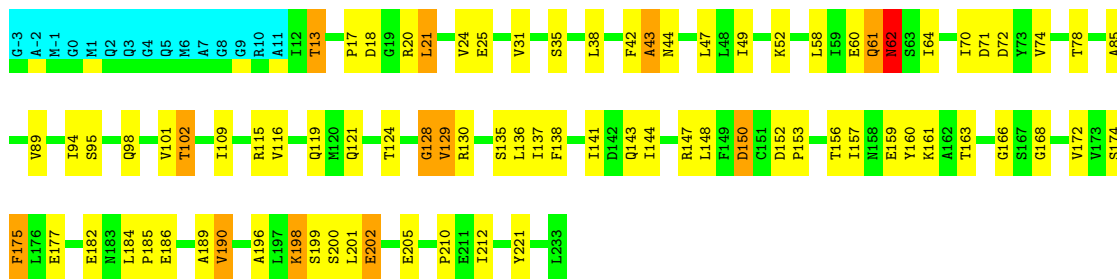 G-3 A-2 M-1 G0 M1 Q2 Q3 G4 Q5 M6 A7 G8 G9 R10 A11 I12 T13 P17 D18 G19 R20 L21 V24 E25 V31 S35 L38 F42 A43 N44 L47 L48 I49 K52 L58 I59 E60 Q61 N62 S63 I64 I70 D71 D72 Y73 V74 T78 A85
V89 I94 S95 Q98 V101 T102 I109 R115 V116 Q119 M120 Q121 T124 G128 V129 R130 S135 L136 I137 F138 I141 D142 Q143 I144 R147 L148 F149 D150 C151 D152 P153 T156 I157 N158 E159 Y160 K161 A162 T163 G166 S167 G168 V172 V173 S174
F175 L176 E177 E182 N183 L184 P185 E186 A189 V190 A196 L197 K198 S199 S200 L201 E202 E205 P210 E211 I212 Y221 L233